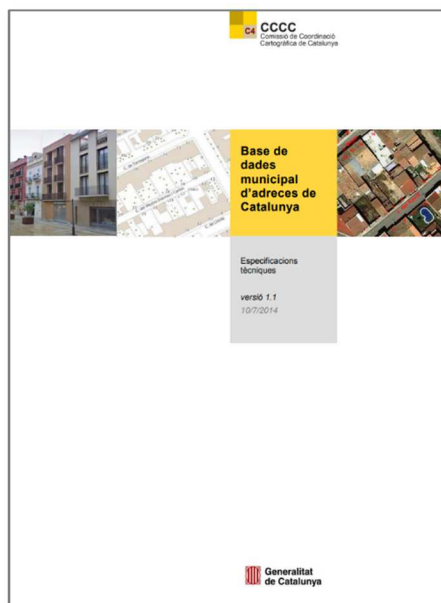 C4 CCCC
Comissió de Coordinació
Cartogràfica de Catalunya
Base de
dades
municipal
d'adreces de
Catalunya
Especificacions
tècniques
versió 1.1
10/7/2014
Generalitat
de Catalunya